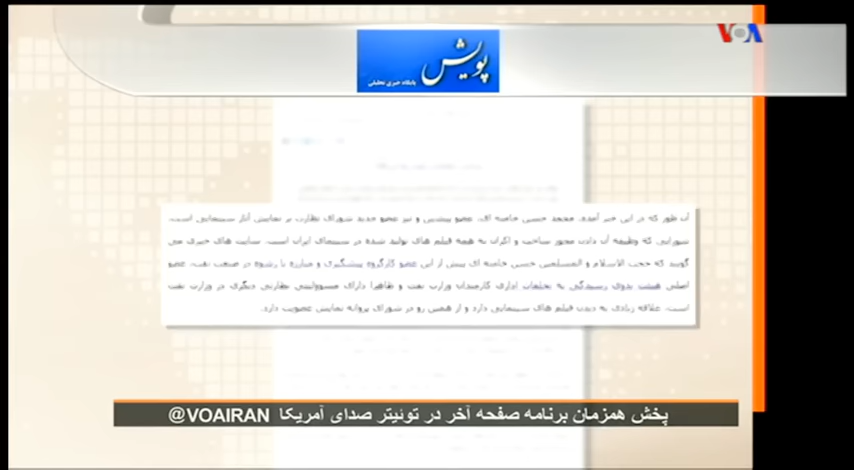 VOA
پویش
پایگاه خبری تحلیلی
آن طور که در این خبر آمده، محمد حسین خامنه ای، عضو پیشین و نیز عضو جدید شورای نظارت بر نمایش آثار سینمایی است.
شورایی که وظیفه آن دادن مجوز ساخت و اکران به همه فیلم های تولید شده در سینمای ایران است. سایت های خبری می
گویند که حجت الاسلام و المسلمین حسن خامنه ای پیش از این عضو کارگروه پیشگیری و مبارزه با رشوه در صنعت نفت، عضو
اصلی هیئت بدوی رسیدگی به تخلفات اداری کارمندان وزارت نفت و ظاهرا دارای مسوولیتی نظارتی دیگری در وزارت نفت
است. علاقه زیادی به دیدن فیلم های سینمایی دارد و از همین رو در شورای پروانه نمایش عضویت دارد.
پخش همزمان برنامه صفحه آخر در توئیتر صدای آمریکا @VOAIRAN